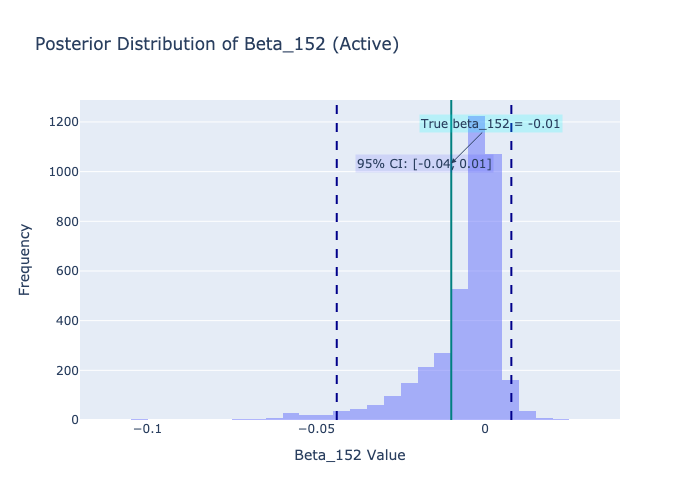 Posterior Distribution of Beta_152 (Active)
1200
1000
800
600
400
200
0
Frequency
True beta_152 = -0.01
95% CI: [-0.04, 0.01]
−0.1
−0.05
0
Beta_152 Value